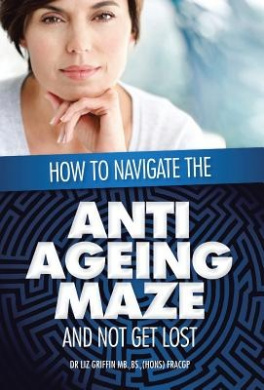 HOW TO NAVIGATE THE
ANTI
AGEING
MAZE
AND NOT GET LOST
DR LIZ GRIFFIN MB, BS, (HONS) FRACGP